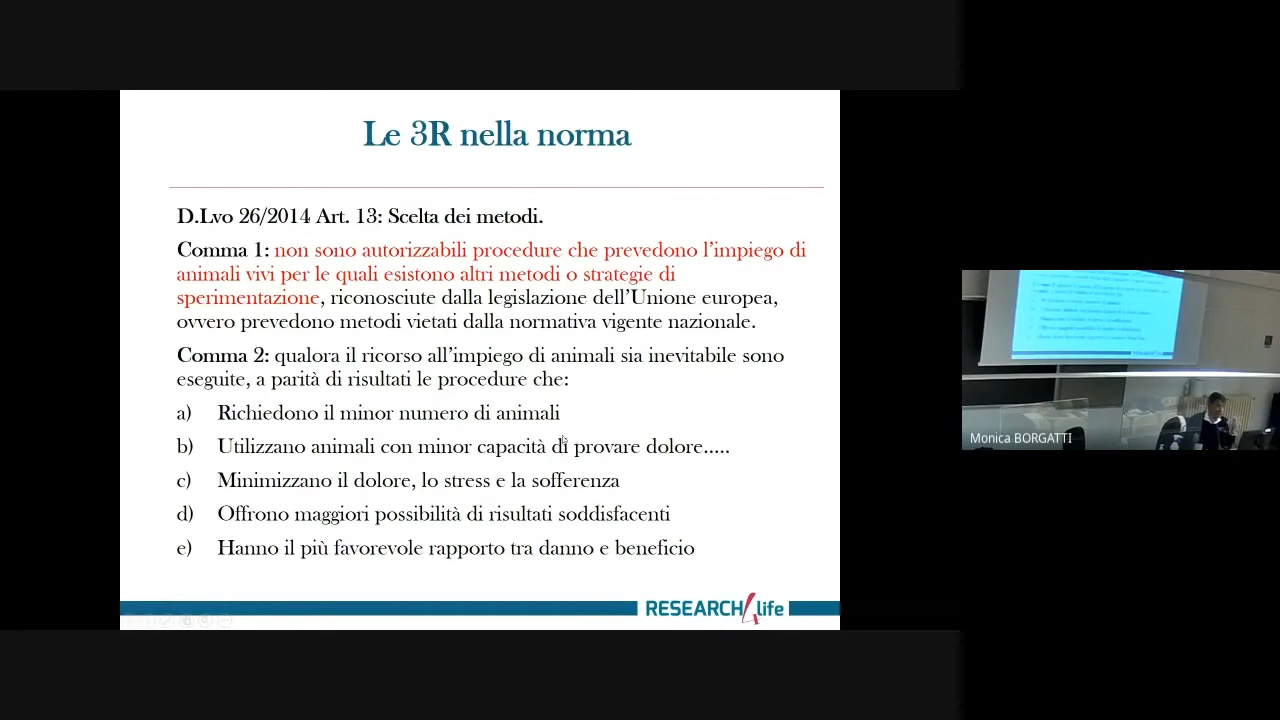 Le 3R nella norma
D.Lvo 26/2014 Art. 13: Scelta dei metodi.
Comma 1: non sono autorizzabili procedure che prevedono l'impiego di
animali vivi per le quali esistono altri metodi o strategie di
sperimentazione, riconosciute dalla legislazione dell'Unione europea,
ovvero prevedono metodi vietati dalla normativa vigente nazionale.
Comma 2: qualora il ricorso all'impiego di animali sia inevitabile sono
eseguite, a parità di risultati le procedure che:
a) Richiedono il minor numero di animali
b) Utilizzano animali con minor capacità di provare dolore.....
c) Minimizzano il dolore, lo stress e la sofferenza
d) Offrono maggiori possibilità di risultati soddisfacenti
e) Hanno il più favorevole rapporto tra danno e beneficio
RESEARCH4life
Monica BORGATTI